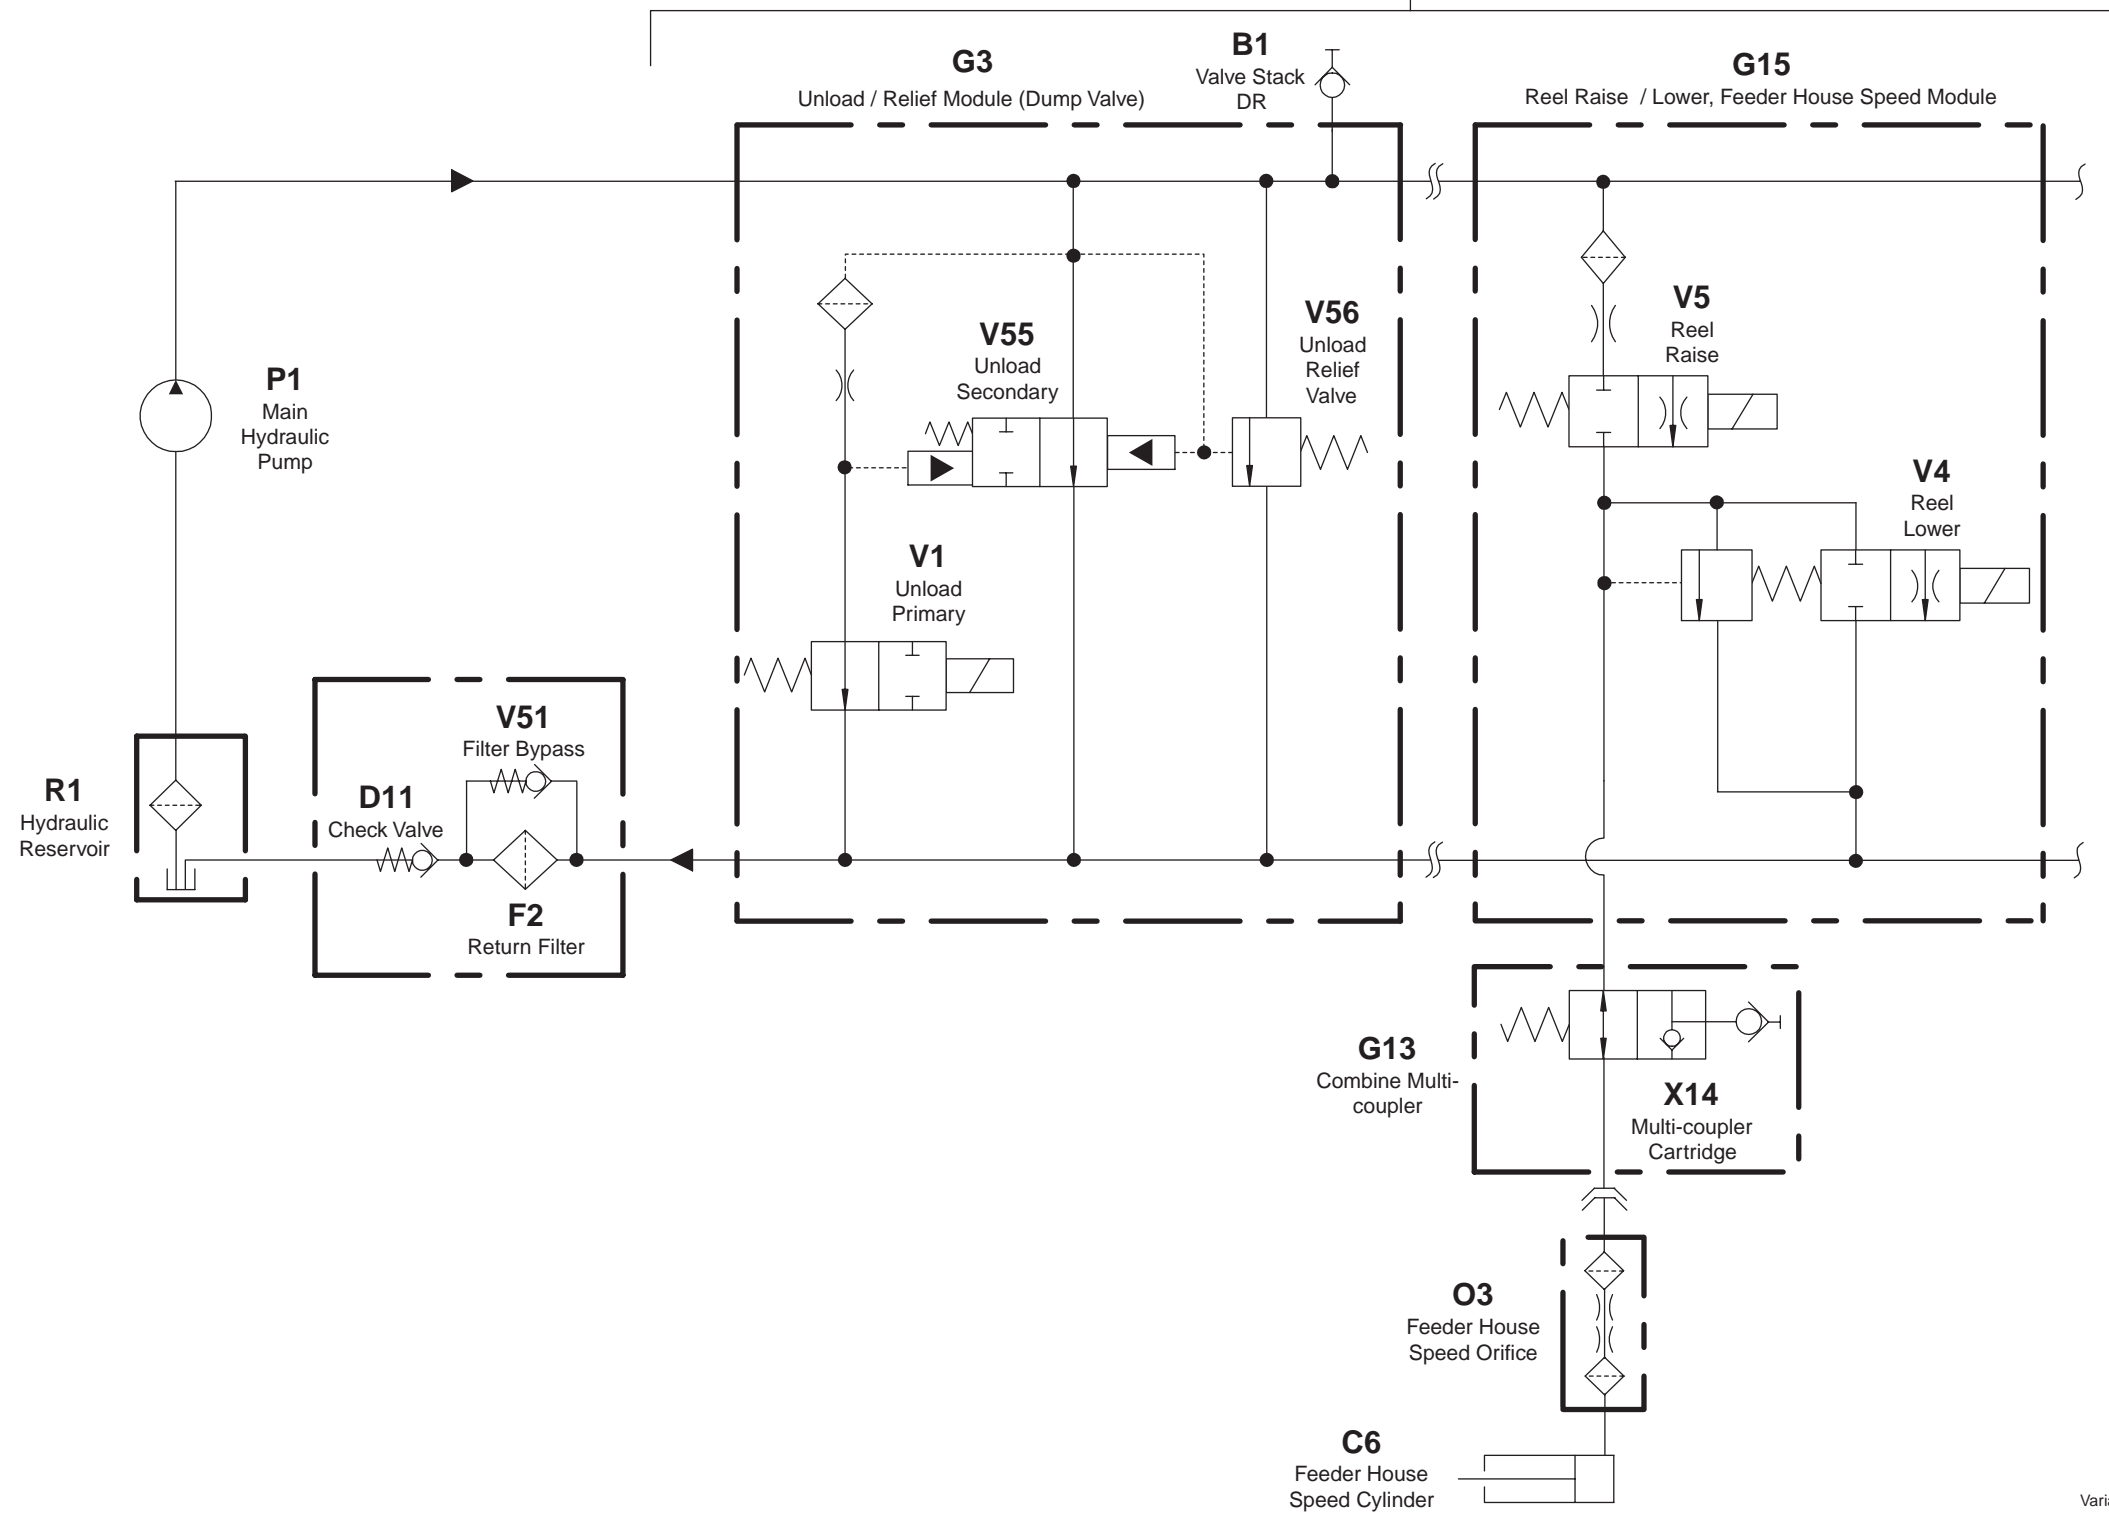 G3
Unload / Relief Module (Dump Valve)
B1
Valve Stack
DR
G15
Reel Raise / Lower, Feeder House Speed Module
P1
Main
Hydraulic
Pump
V55
Unload
Secondary
V56
Unload
Relief
Valve
V5
Reel
Raise
V4
Reel
Lower
V1
Unload
Primary
R1
Hydraulic
Reservoir
D11
Check Valve
V51
Filter Bypass
F2
Return Filter
G13
Combine Multi-
coupler
X14
Multi-coupler
Cartridge
O3
Feeder House
Speed Orifice
C6
Feeder House
Speed Cylinder